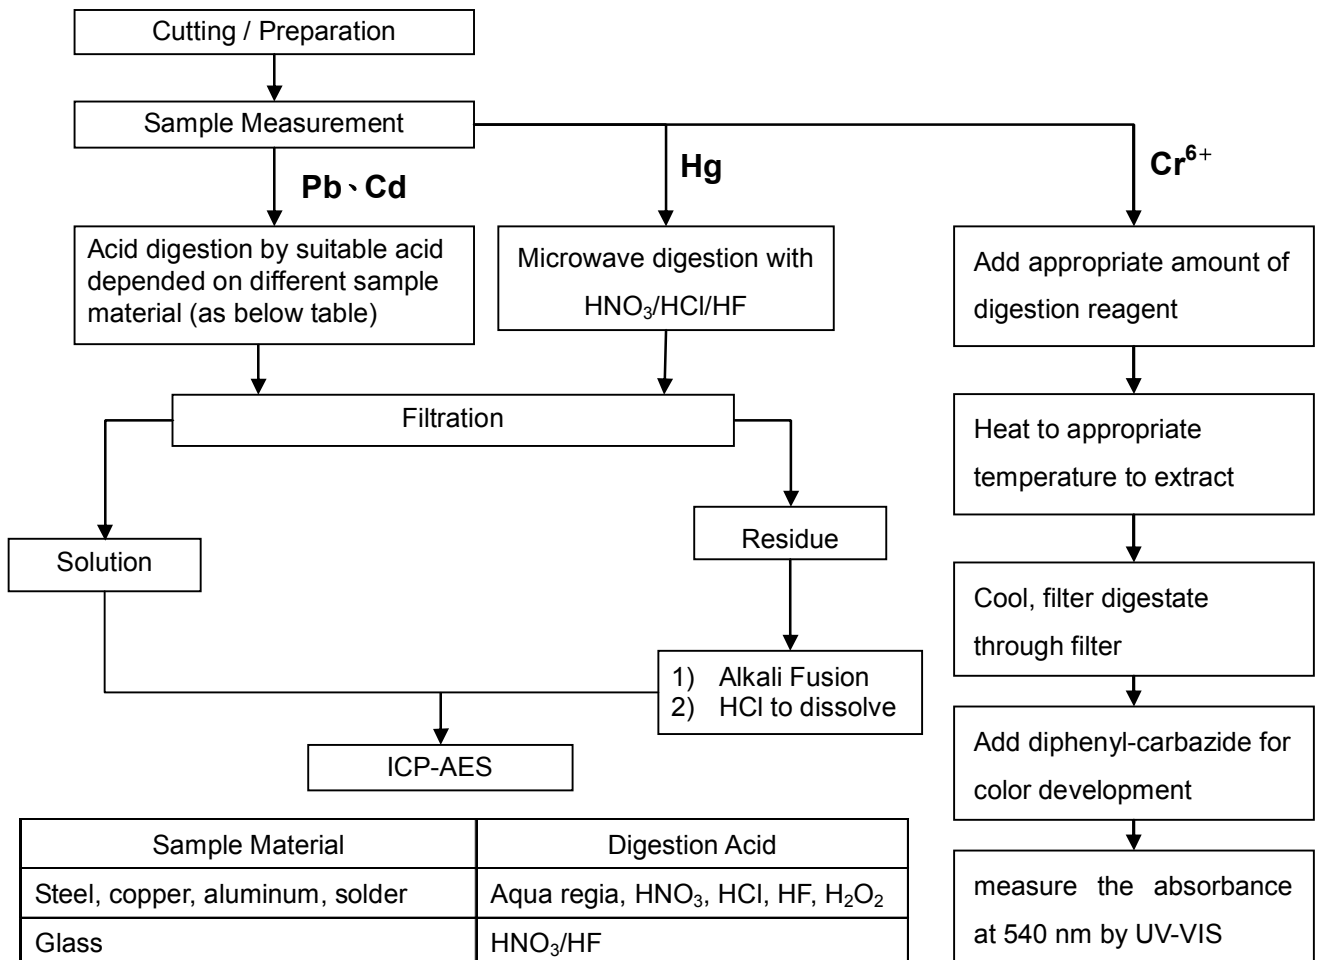 Cutting / Preparation
Sample Measurement
Pb、Cd
Hg
Cr⁶⁺
Acid digestion by suitable acid
depended on different sample
material (as below table)
Microwave digestion with
HNO₃/HCl/HF
Add appropriate amount of
digestion reagent
Filtration
Heat to appropriate
temperature to extract
Solution
Residue
Cool, filter digestate
through filter
1) Alkali Fusion
2) HCl to dissolve
ICP-AES
Add diphenyl-carbazide for
color development
measure the absorbance
at 540 nm by UV-VIS
Sample Material Digestion Acid
Steel, copper, aluminum, solder Aqua regia, HNO₃, HCl, HF, H₂O₂
Glass HNO₃/HF